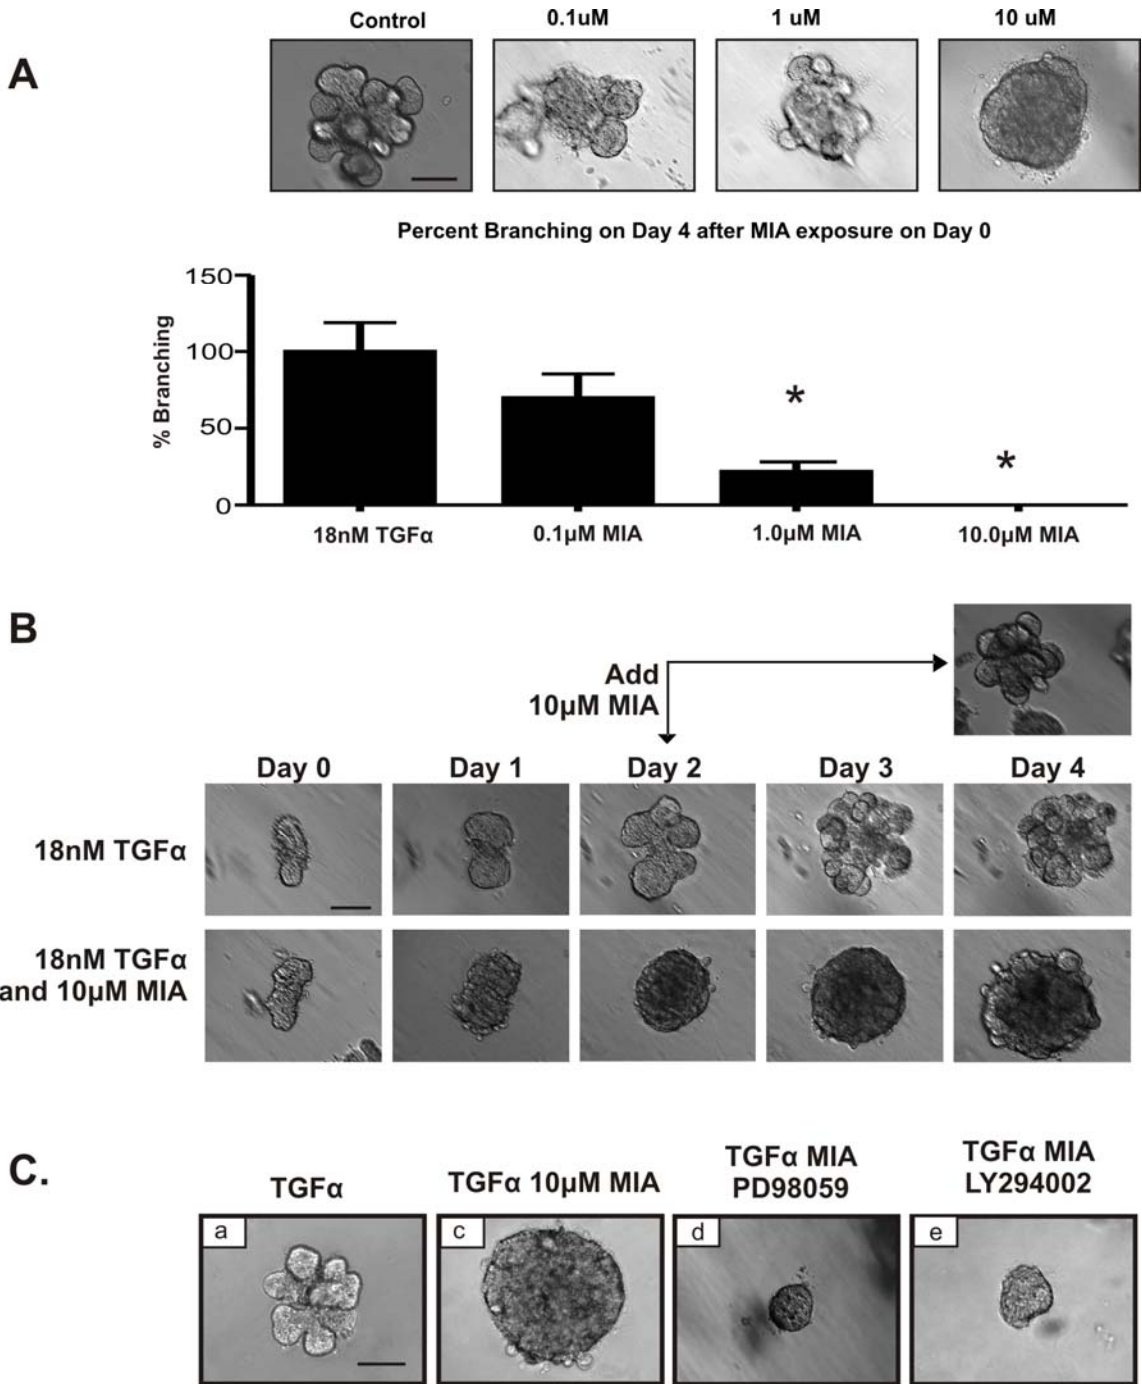 A
Control
0.1uM
1 uM
10 uM
Percent Branching on Day 4 after MIA exposure on Day 0
% Branching
150
100
50
0
*
*
18nM TGFα
0.1µM MIA
1.0µM MIA
10.0µM MIA
B
Add
10µM MIA
Day 0
Day 1
Day 2
Day 3
Day 4
18nM TGFα
18nM TGFα
and 10µM MIA
C.
TGFα
TGFα 10µM MIA
TGFα MIA
PD98059
TGFα MIA
LY294002
a
c
d
e